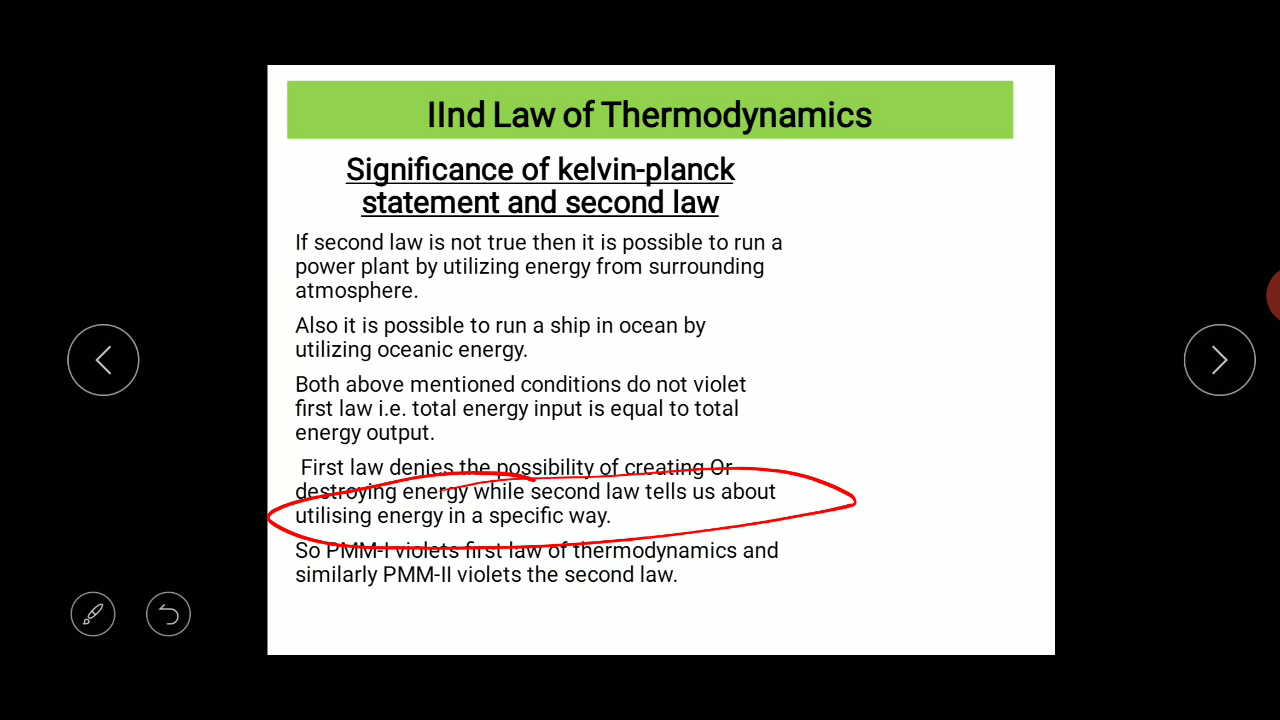 IInd Law of Thermodynamics
Significance of kelvin-planck
statement and second law
If second law is not true then it is possible to run a
power plant by utilizing energy from surrounding
atmosphere.
Also it is possible to run a ship in ocean by
utilizing oceanic energy.
Both above mentioned conditions do not violet
first law i.e. total energy input is equal to total
energy output.
First law denies the possibility of creating Or
destroying energy while second law tells us about
utilising energy in a specific way.
So PMM-I violets first law of thermodynamics and
similarly PMM-II violets the second law.